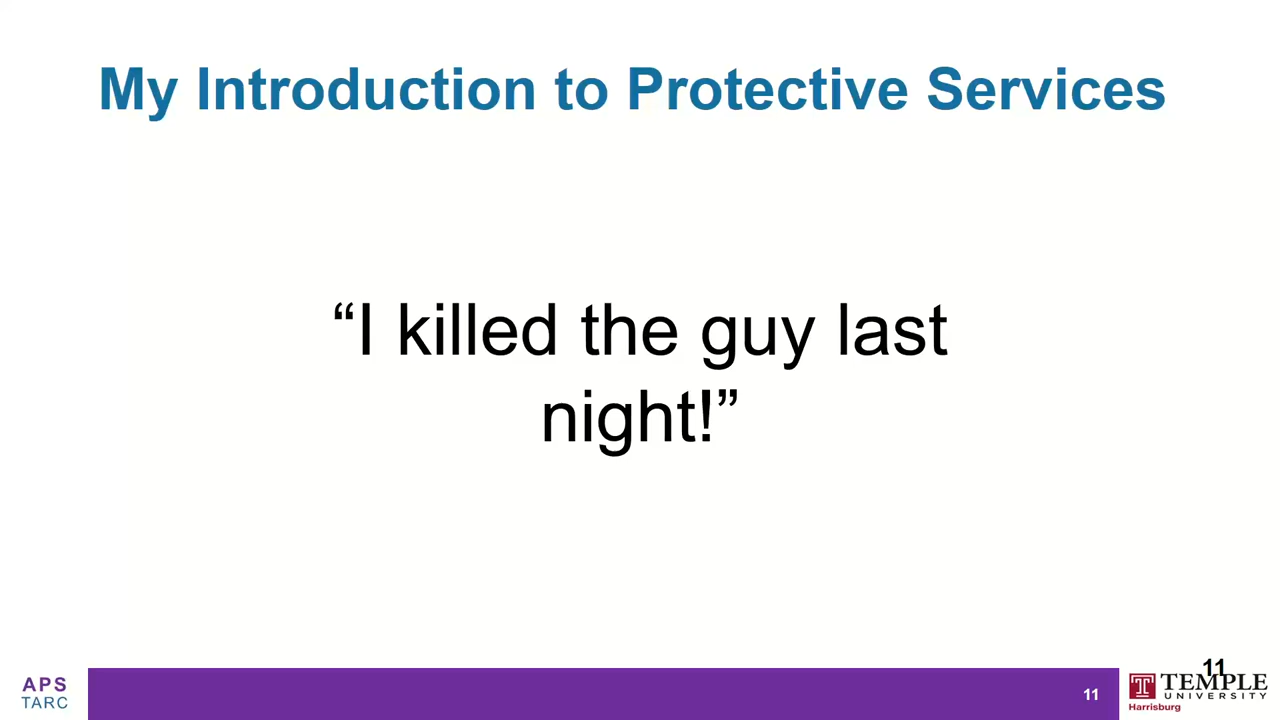 My Introduction to Protective Services
“I killed the guy last
night!”
APS
TARC
11
11
TEMPLE
UNIVERSITY
Harrisburg